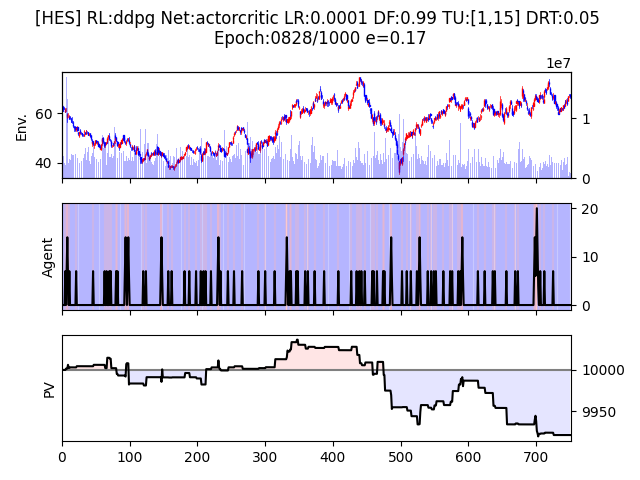 [HES] RL:ddpg Net:actorcritic LR:0.0001 DF:0.99 TU:[1,15] DRT:0.05
Epoch:0828/1000 e=0.17
1e7
60
40
Env.
1
0
Agent
20
10
0
PV
10000
9950
0 100 200 300 400 500 600 700